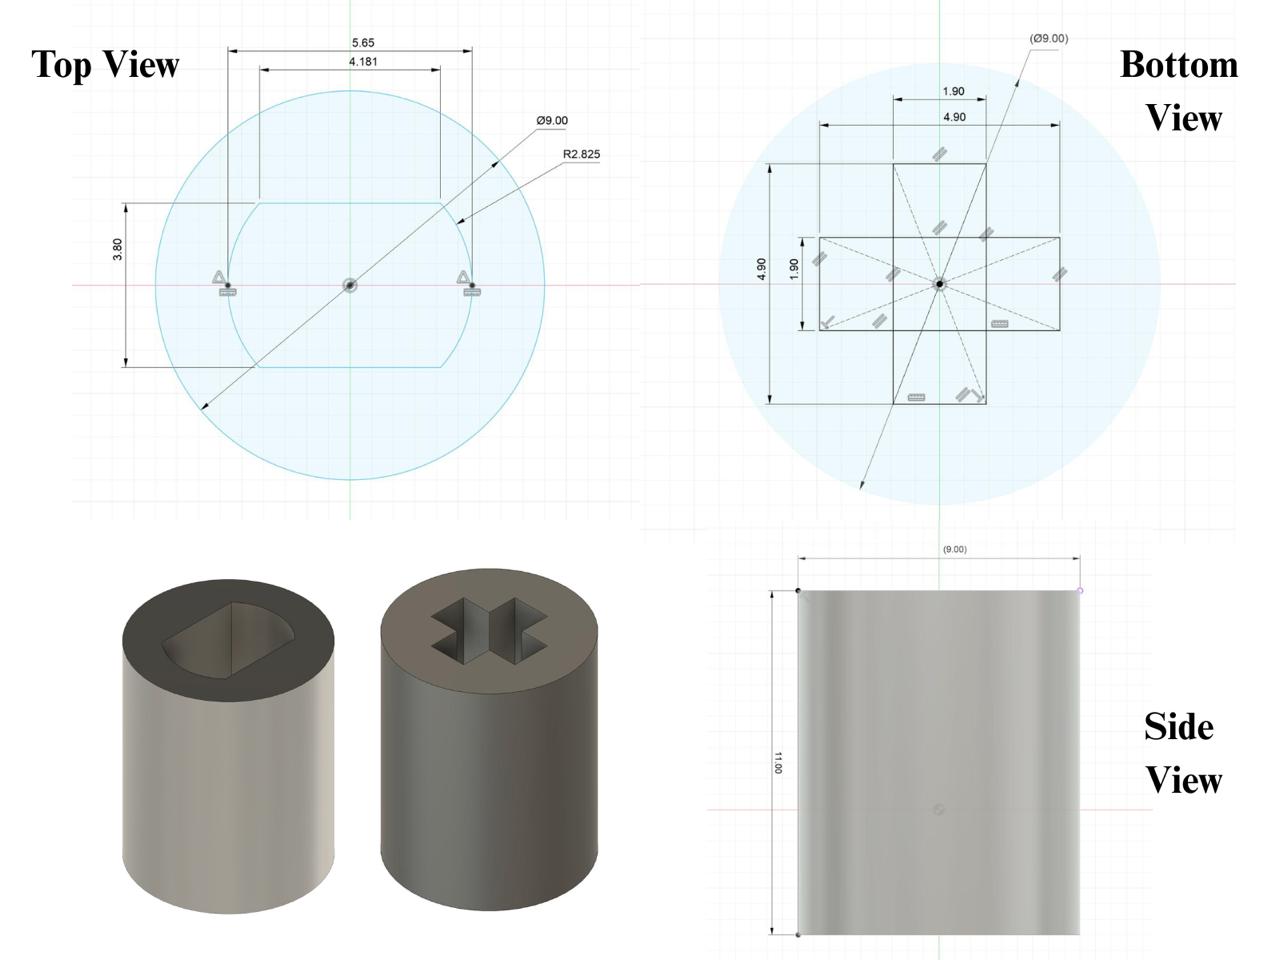 Top View
5.65
4.181
Ø9.00
R2.825
3.80
Bottom
View
(Ø9.00)
1.90
4.90
4.90
1.90
(9.00)
11.00
Side
View